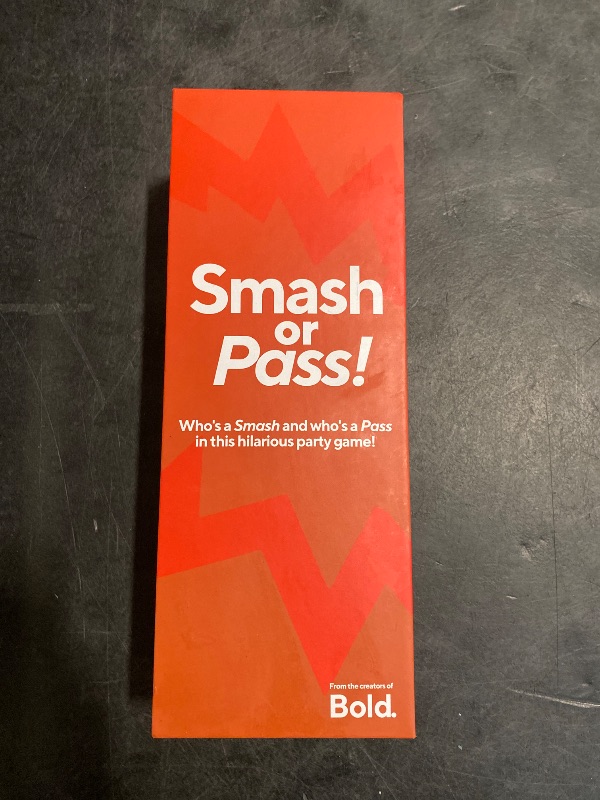 Smash
or
Pass!
Who's a Smash and who's a Pass
in this hilarious party game!
From the creators of
Bold.